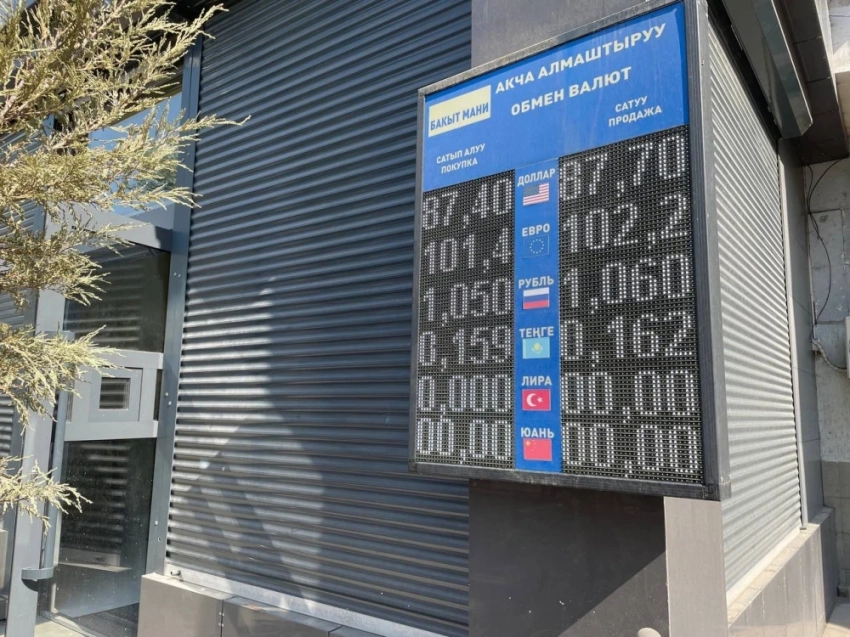 АКЧА АЛМАШТЫРУУ
БАКЫТ МАНИ
ОБМЕН ВАЛЮТ
САТЫП АЛУУ
ПОКУПКА
САТУУ
ПРОДАЖА
87,40 ДОЛЛАР 87,70
101,4 ЕВРО 102,2
1,050 РУБЛЬ 1,060
0,159 ТЕҢГЕ 0,162
0,000 ЛИРА 00,00
00,00 ЮАНЬ 00,00